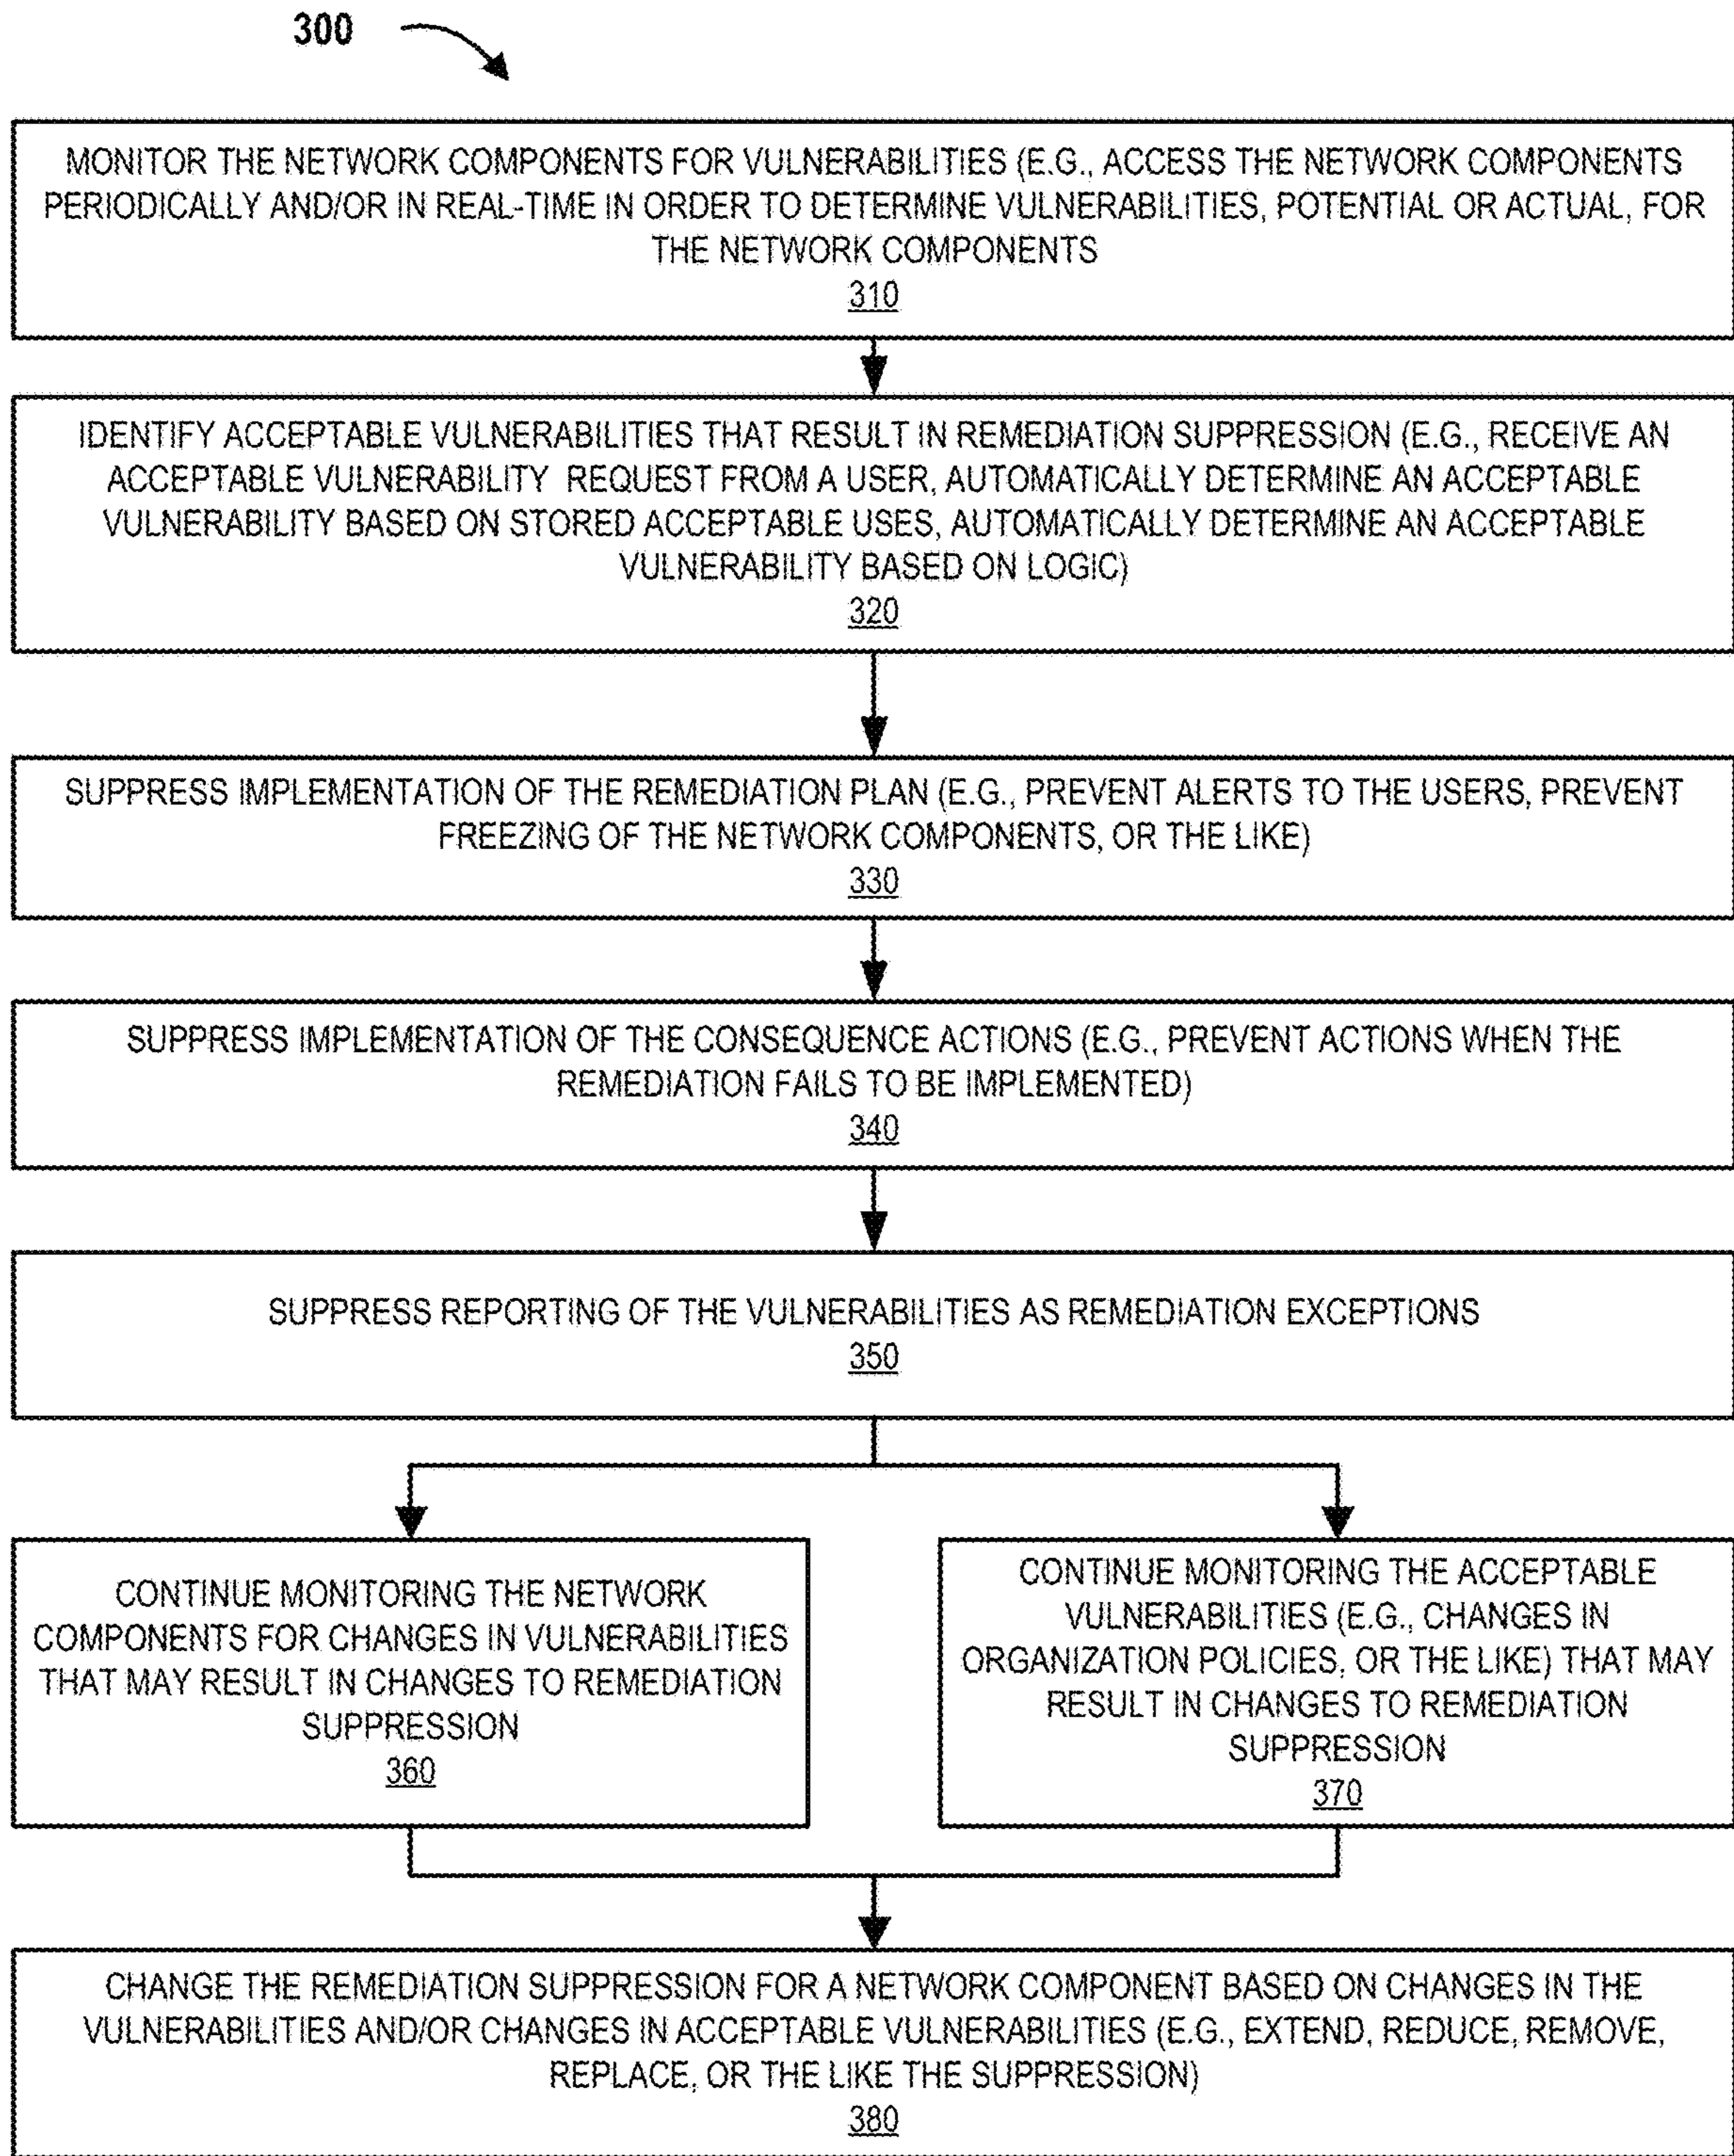 300
MONITOR THE NETWORK COMPONENTS FOR VULNERABILITIES (E.G., ACCESS THE NETWORK COMPONENTS
PERIODICALLY AND/OR IN REAL-TIME IN ORDER TO DETERMINE VULNERABILITIES, POTENTIAL OR ACTUAL, FOR
THE NETWORK COMPONENTS
310
IDENTIFY ACCEPTABLE VULNERABILITIES THAT RESULT IN REMEDIATION SUPPRESSION (E.G., RECEIVE AN
ACCEPTABLE VULNERABILITY REQUEST FROM A USER, AUTOMATICALLY DETERMINE AN ACCEPTABLE
VULNERABILITY BASED ON STORED ACCEPTABLE USES, AUTOMATICALLY DETERMINE AN ACCEPTABLE
VULNERABILITY BASED ON LOGIC)
320
SUPPRESS IMPLEMENTATION OF THE REMEDIATION PLAN (E.G., PREVENT ALERTS TO THE USERS, PREVENT
FREEZING OF THE NETWORK COMPONENTS, OR THE LIKE)
330
SUPPRESS IMPLEMENTATION OF THE CONSEQUENCE ACTIONS (E.G., PREVENT ACTIONS WHEN THE
REMEDIATION FAILS TO BE IMPLEMENTED)
340
SUPPRESS REPORTING OF THE VULNERABILITIES AS REMEDIATION EXCEPTIONS
350
CONTINUE MONITORING THE NETWORK
COMPONENTS FOR CHANGES IN VULNERABILITIES
THAT MAY RESULT IN CHANGES TO REMEDIATION
SUPPRESSION
360
CONTINUE MONITORING THE ACCEPTABLE
VULNERABILITIES (E.G., CHANGES IN
ORGANIZATION POLICIES, OR THE LIKE) THAT MAY
RESULT IN CHANGES TO REMEDIATION
SUPPRESSION
370
CHANGE THE REMEDIATION SUPPRESSION FOR A NETWORK COMPONENT BASED ON CHANGES IN THE
VULNERABILITIES AND/OR CHANGES IN ACCEPTABLE VULNERABILITIES (E.G., EXTEND, REDUCE, REMOVE,
REPLACE, OR THE LIKE THE SUPPRESSION)
380